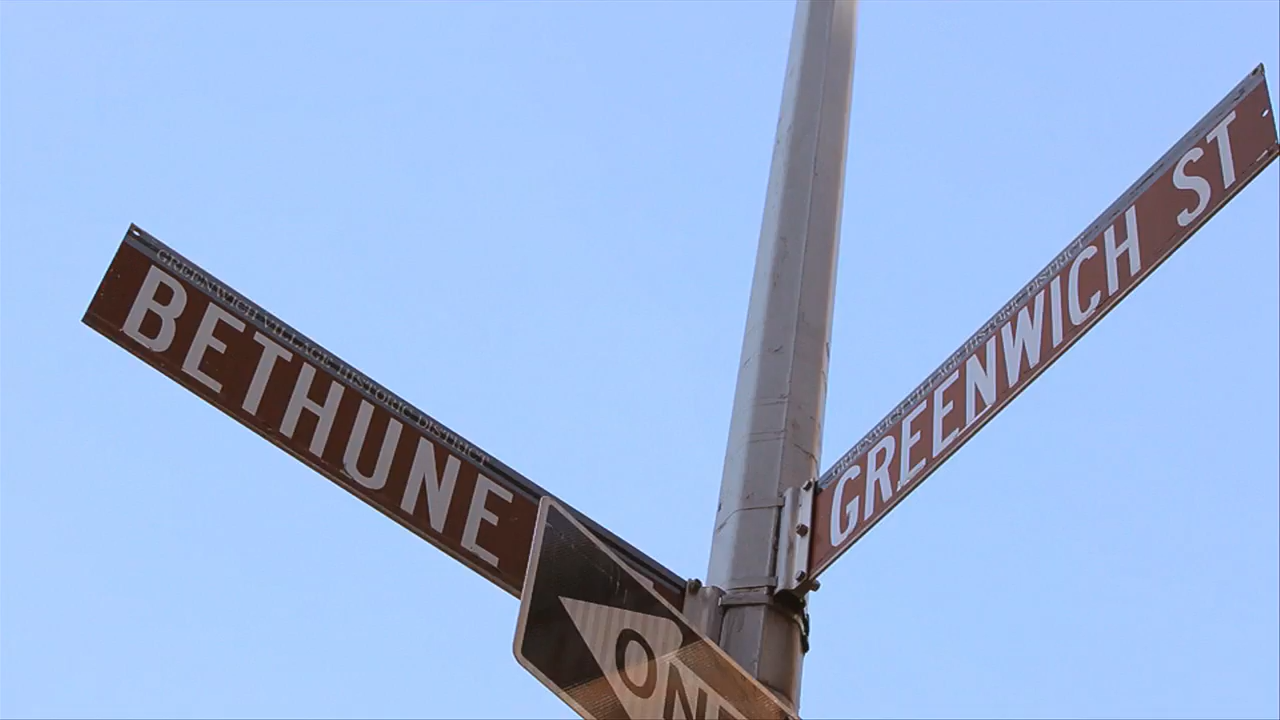 GREENWICH VILLAGE HISTORIC DISTRICT
BETHUNE
GREENWICH VILLAGE HISTORIC DISTRICT
GREENWICH ST
ONE